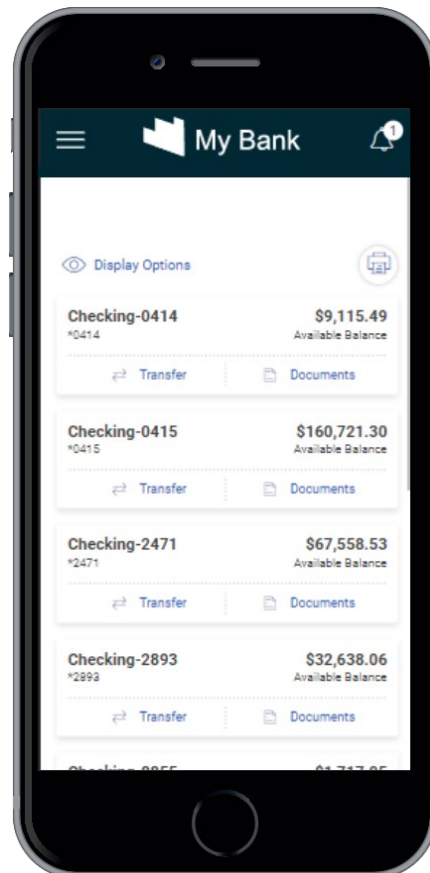 My Bank
1
Display Options
Checking-0414 $9,115.49
*0414 Available Balance
Transfer Documents
Checking-0415 $160,721.30
*0415 Available Balance
Transfer Documents
Checking-2471 $67,558.53
*2471 Available Balance
Transfer Documents
Checking-2893 $32,638.06
*2893 Available Balance
Transfer Documents